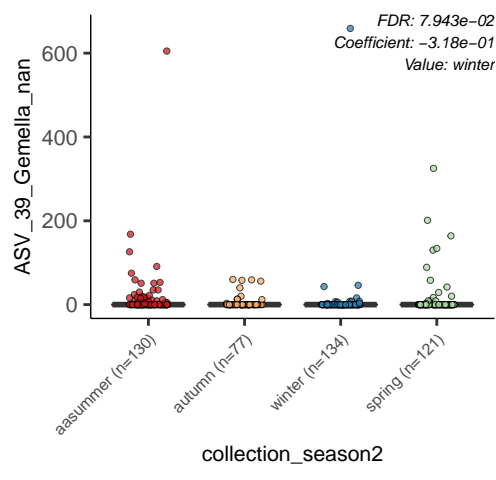 FDR: 7.943e−02
Coefficient: −3.18e−01
Value: winter
ASV_39_Gemella_nan
600
400
200
0
aasummer (n=130)
autumn (n=77)
winter (n=134)
spring (n=121)
collection_season2